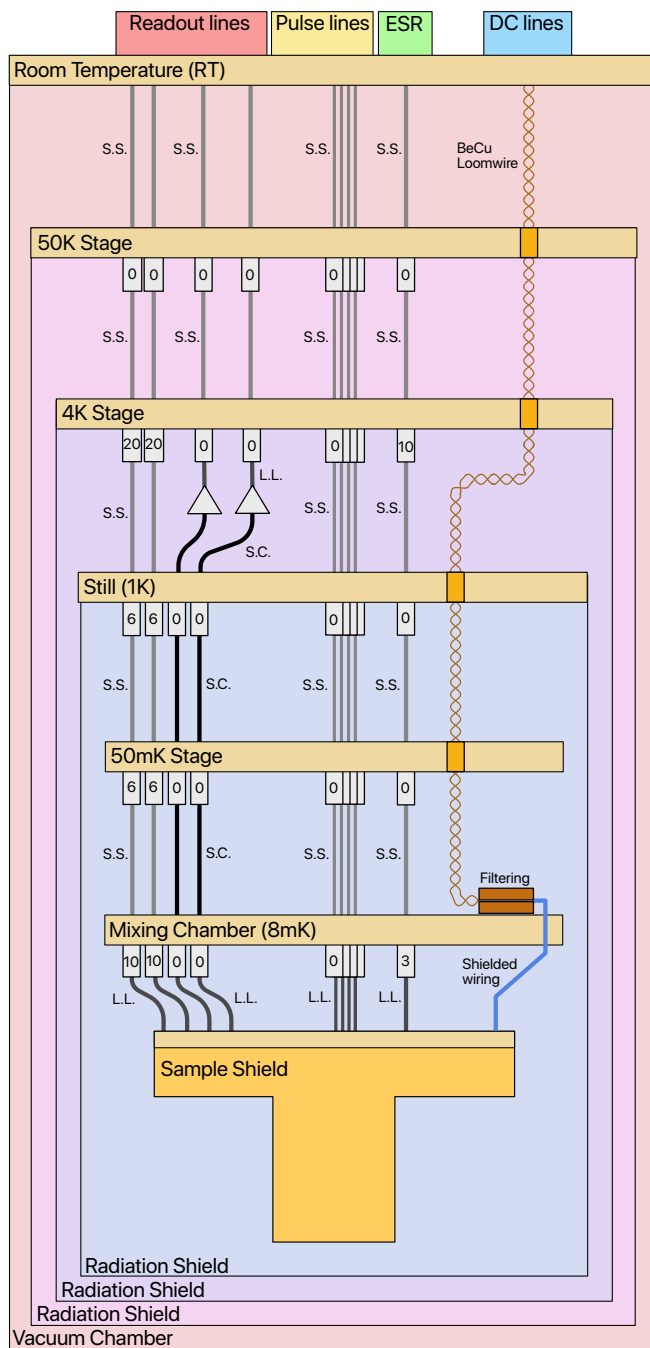 Readout lines Pulse lines ESR DC lines
Room Temperature (RT)
S.S. S.S. S.S. S.S. BeCu
Loomwire
50K Stage
0 0 0 0 0 0
S.S. S.S. S.S. S.S.
4K Stage
20 20 0 0 0 10
L.L.
S.S. S.S. S.S.
S.C.
Still (1K)
6 6 0 0 0 0
S.S. S.C. S.S. S.S.
50mK Stage
6 6 0 0 0 0
S.S. S.C. S.S. S.S.
Filtering
Mixing Chamber (8mK)
10 10 0 0 0 3
Shielded
wiring
L.L. L.L. L.L. L.L.
Sample Shield
Radiation Shield
Radiation Shield
Radiation Shield
Vacuum Chamber